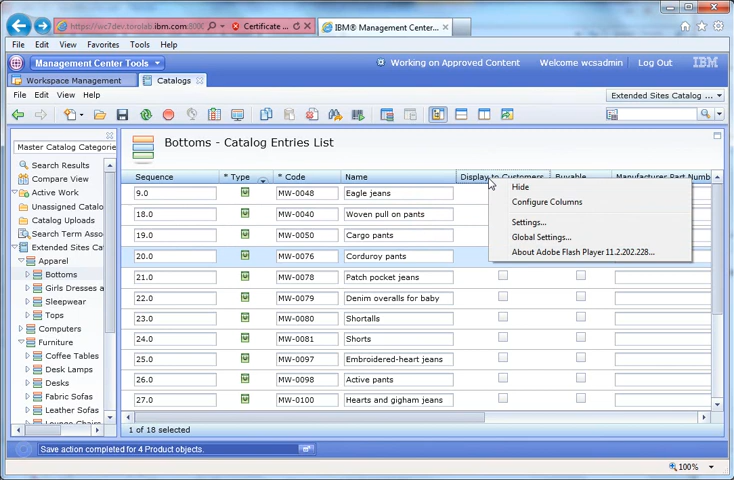 https://wc7dev.torolab.ibm.com:8000
Certificate ...
IBM® Management Center...
File Edit View Favorites Tools Help
Management Center Tools
Working on Approved Content
Welcome wcsadmin
Log Out
IBM
Workspace Management
Catalogs
File Edit View Help
Extended Sites Catalog ...
Master Catalog Categorie
Search Results
Compare View
Active Work
Unassigned Catalog
Catalog Uploads
Search Term Assoc
Extended Sites Cat
Apparel
Bottoms
Girls Dresses a
Sleepwear
Tops
Computers
Furniture
Coffee Tables
Desk Lamps
Desks
Fabric Sofas
Leather Sofas
Lounge Chairs
Bottoms - Catalog Entries List
Sequence * Type * Code Name Display to Customers Buyable Manufacturer Part Numb
9.0 MW-0048 Eagle jeans
18.0 MW-0040 Woven pull on pants
19.0 MW-0050 Cargo pants
20.0 MW-0076 Corduroy pants
21.0 MW-0078 Patch pocket jeans
22.0 MW-0079 Denim overalls for baby
23.0 MW-0080 Shortalls
24.0 MW-0081 Shorts
25.0 MW-0097 Embroidered-heart jeans
26.0 MW-0098 Active pants
27.0 MW-0100 Hearts and gigham jeans
Hide
Configure Columns
Settings...
Global Settings...
About Adobe Flash Player 11.2.202.228...
1 of 18 selected
Save action completed for 4 Product objects.
100%